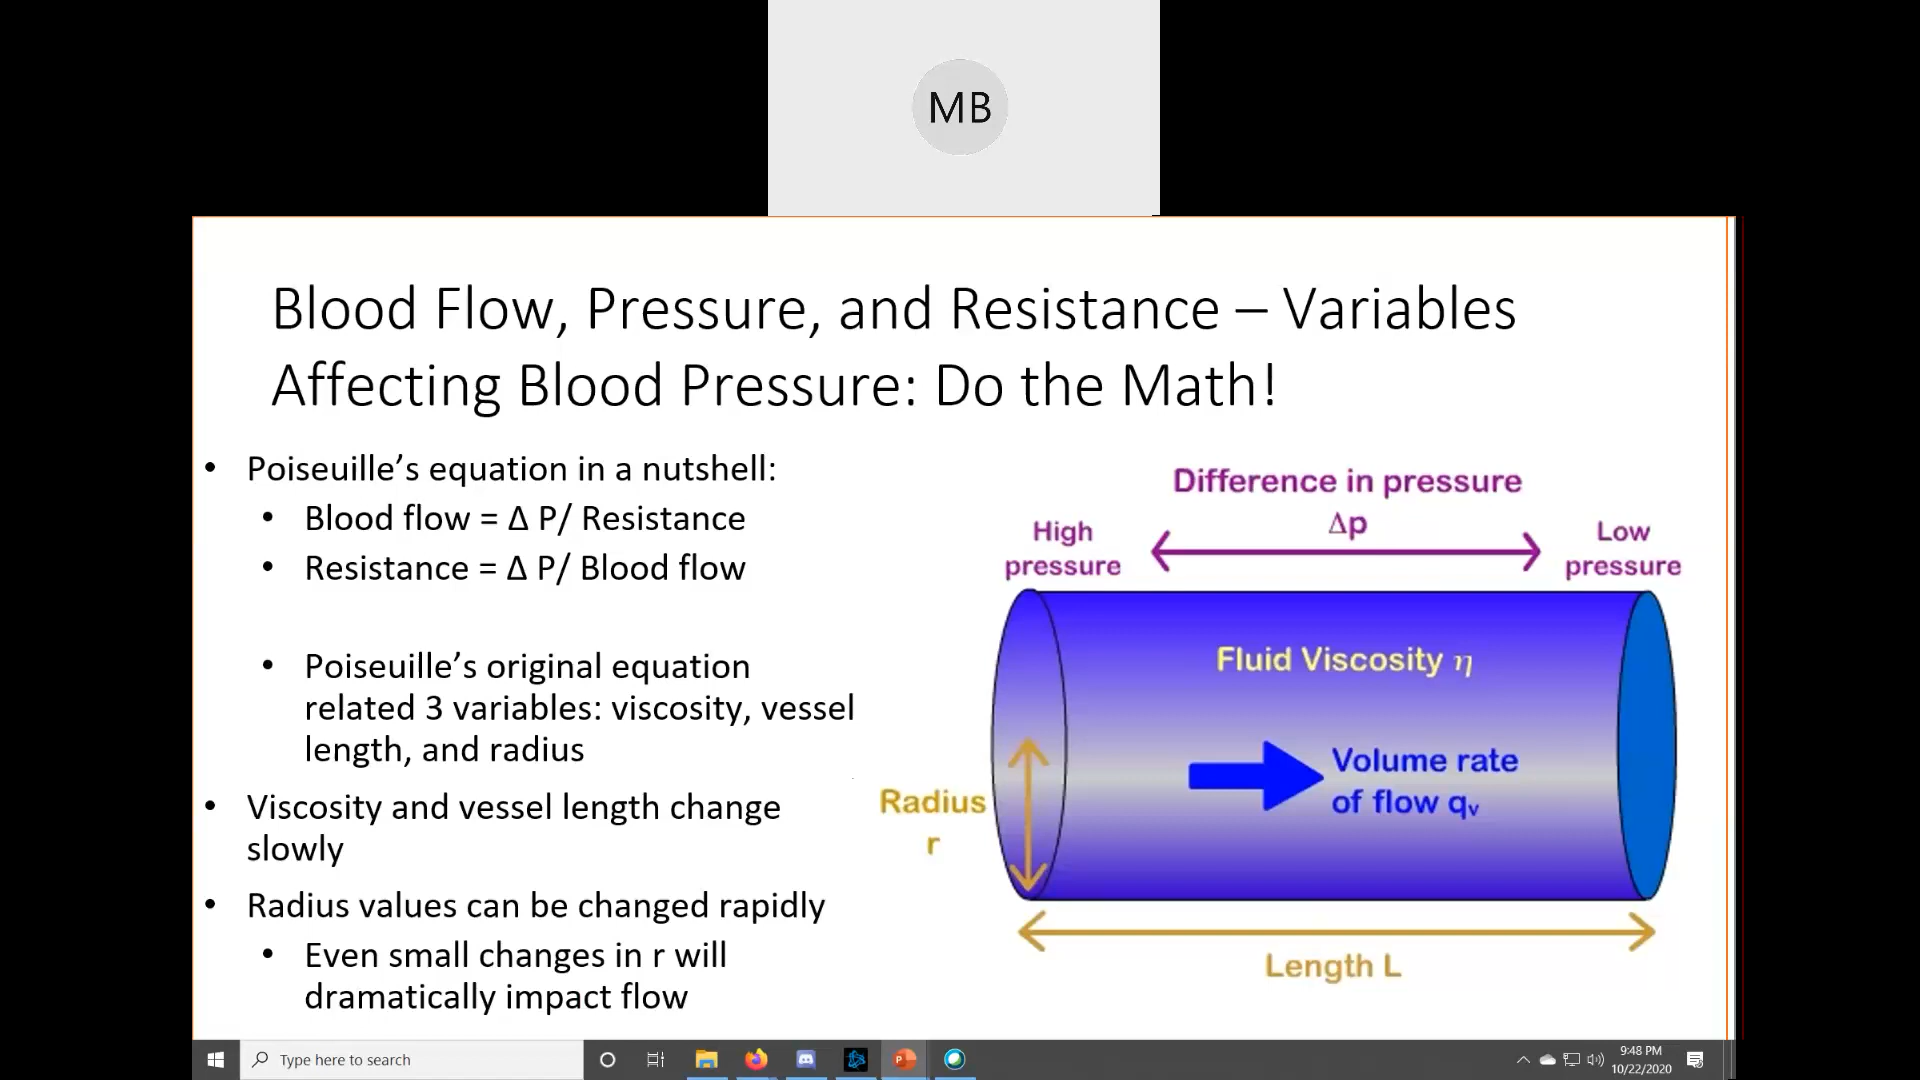 MB
Blood Flow, Pressure, and Resistance – Variables
Affecting Blood Pressure: Do the Math!
• Poiseuille’s equation in a nutshell:
• Blood flow = Δ P/ Resistance
• Resistance = Δ P/ Blood flow
• Poiseuille’s original equation
related 3 variables: viscosity, vessel
length, and radius
• Viscosity and vessel length change
slowly
• Radius values can be changed rapidly
• Even small changes in r will
dramatically impact flow
Difference in pressure
Δp
High
pressure
Low
pressure
Fluid Viscosity η
Volume rate
of flow qᵥ
Radius
r
Length L
Type here to search
9:48 PM
10/22/2020